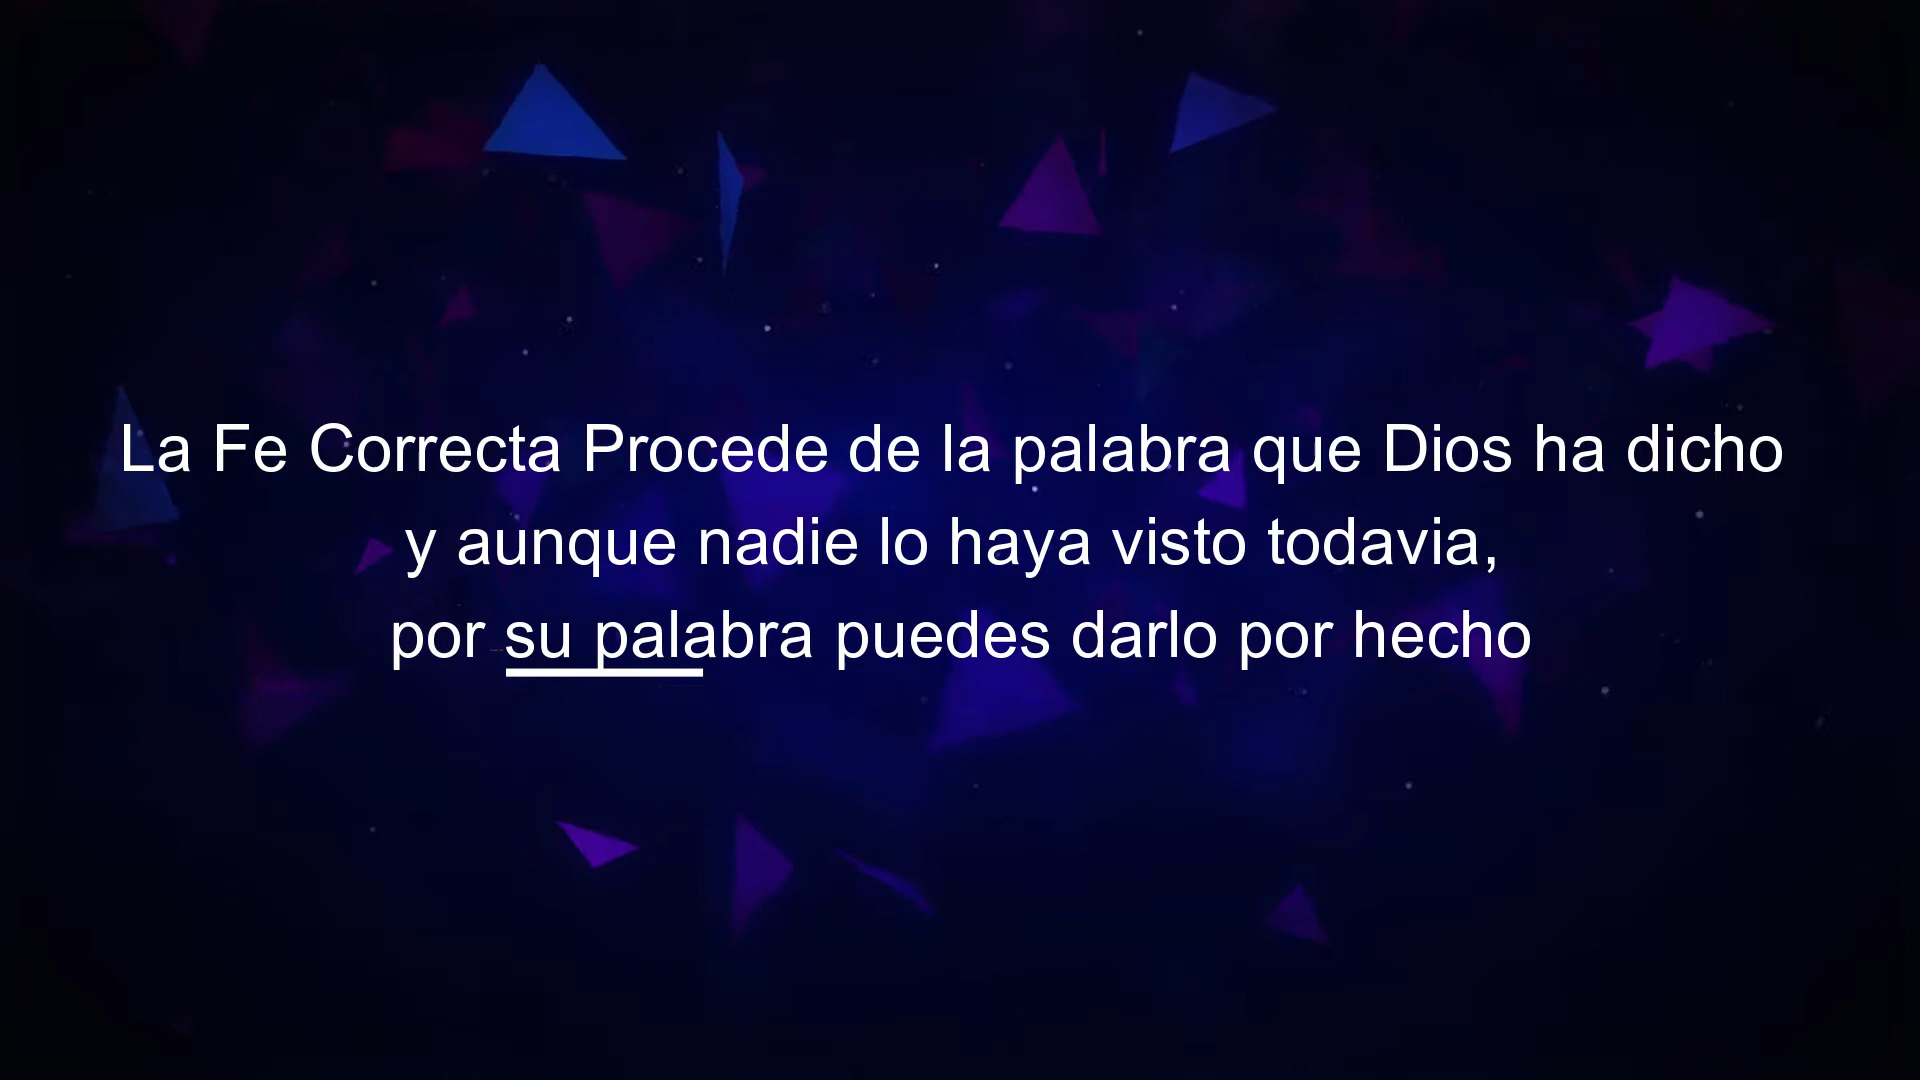 La Fe Correcta Procede de la palabra que Dios ha dicho
y aunque nadie lo haya visto todavia,
por su palabra puedes darlo por hecho